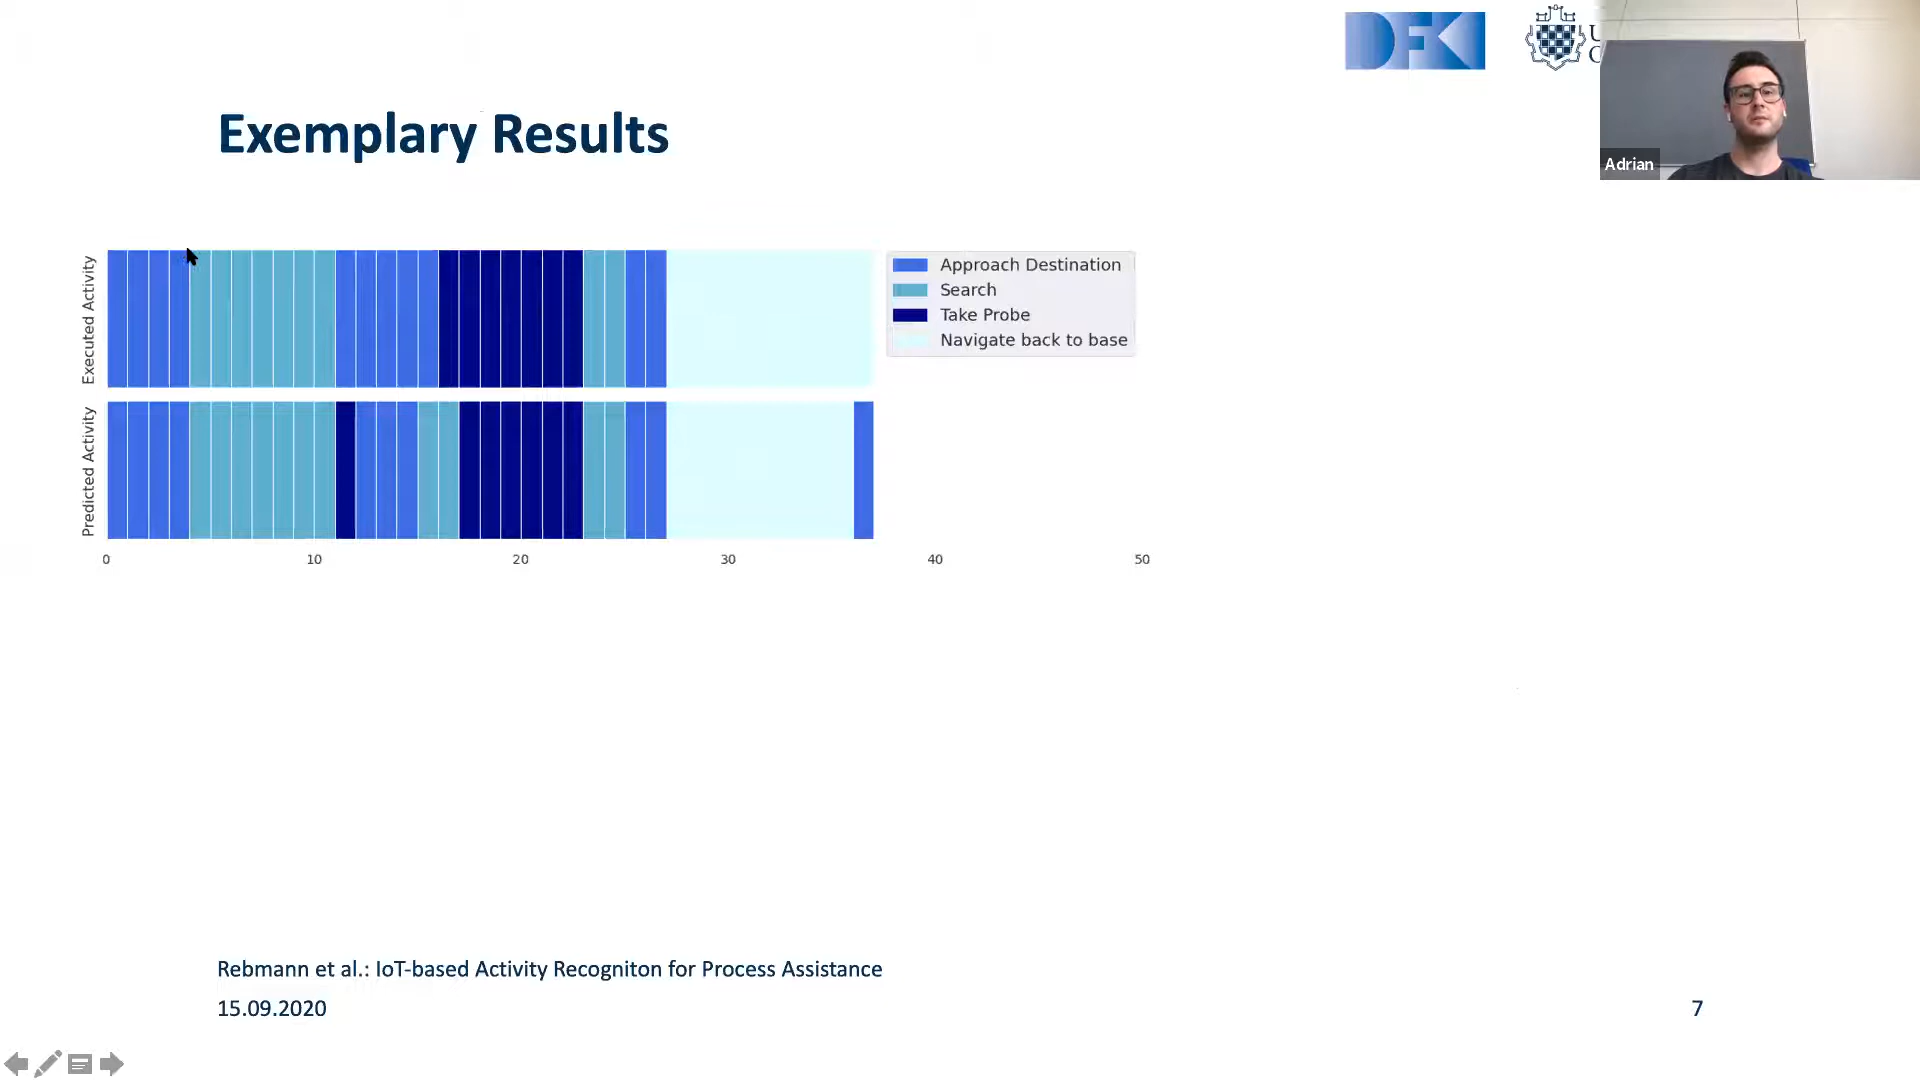 DFKI
U
Adrian
Exemplary Results
Executed Activity
Predicted Activity
Approach Destination
Search
Take Probe
Navigate back to base
0 10 20 30 40 50
Rebmann et al.: IoT-based Activity Recogniton for Process Assistance
15.09.2020
7